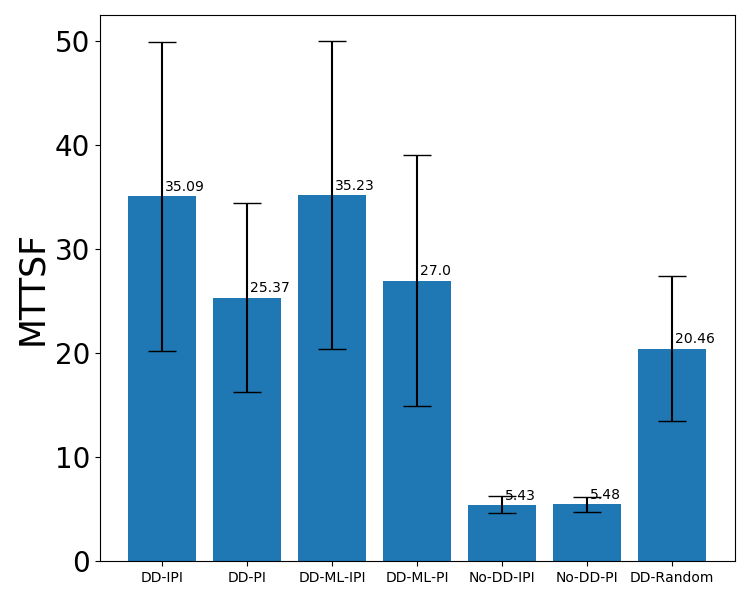 MTTSF
50
40
30
20
10
0
35.09
25.37
35.23
27.0
5.43
5.48
20.46
DD-IPI
DD-PI
DD-ML-IPI
DD-ML-PI
No-DD-IPI
No-DD-PI
DD-Random